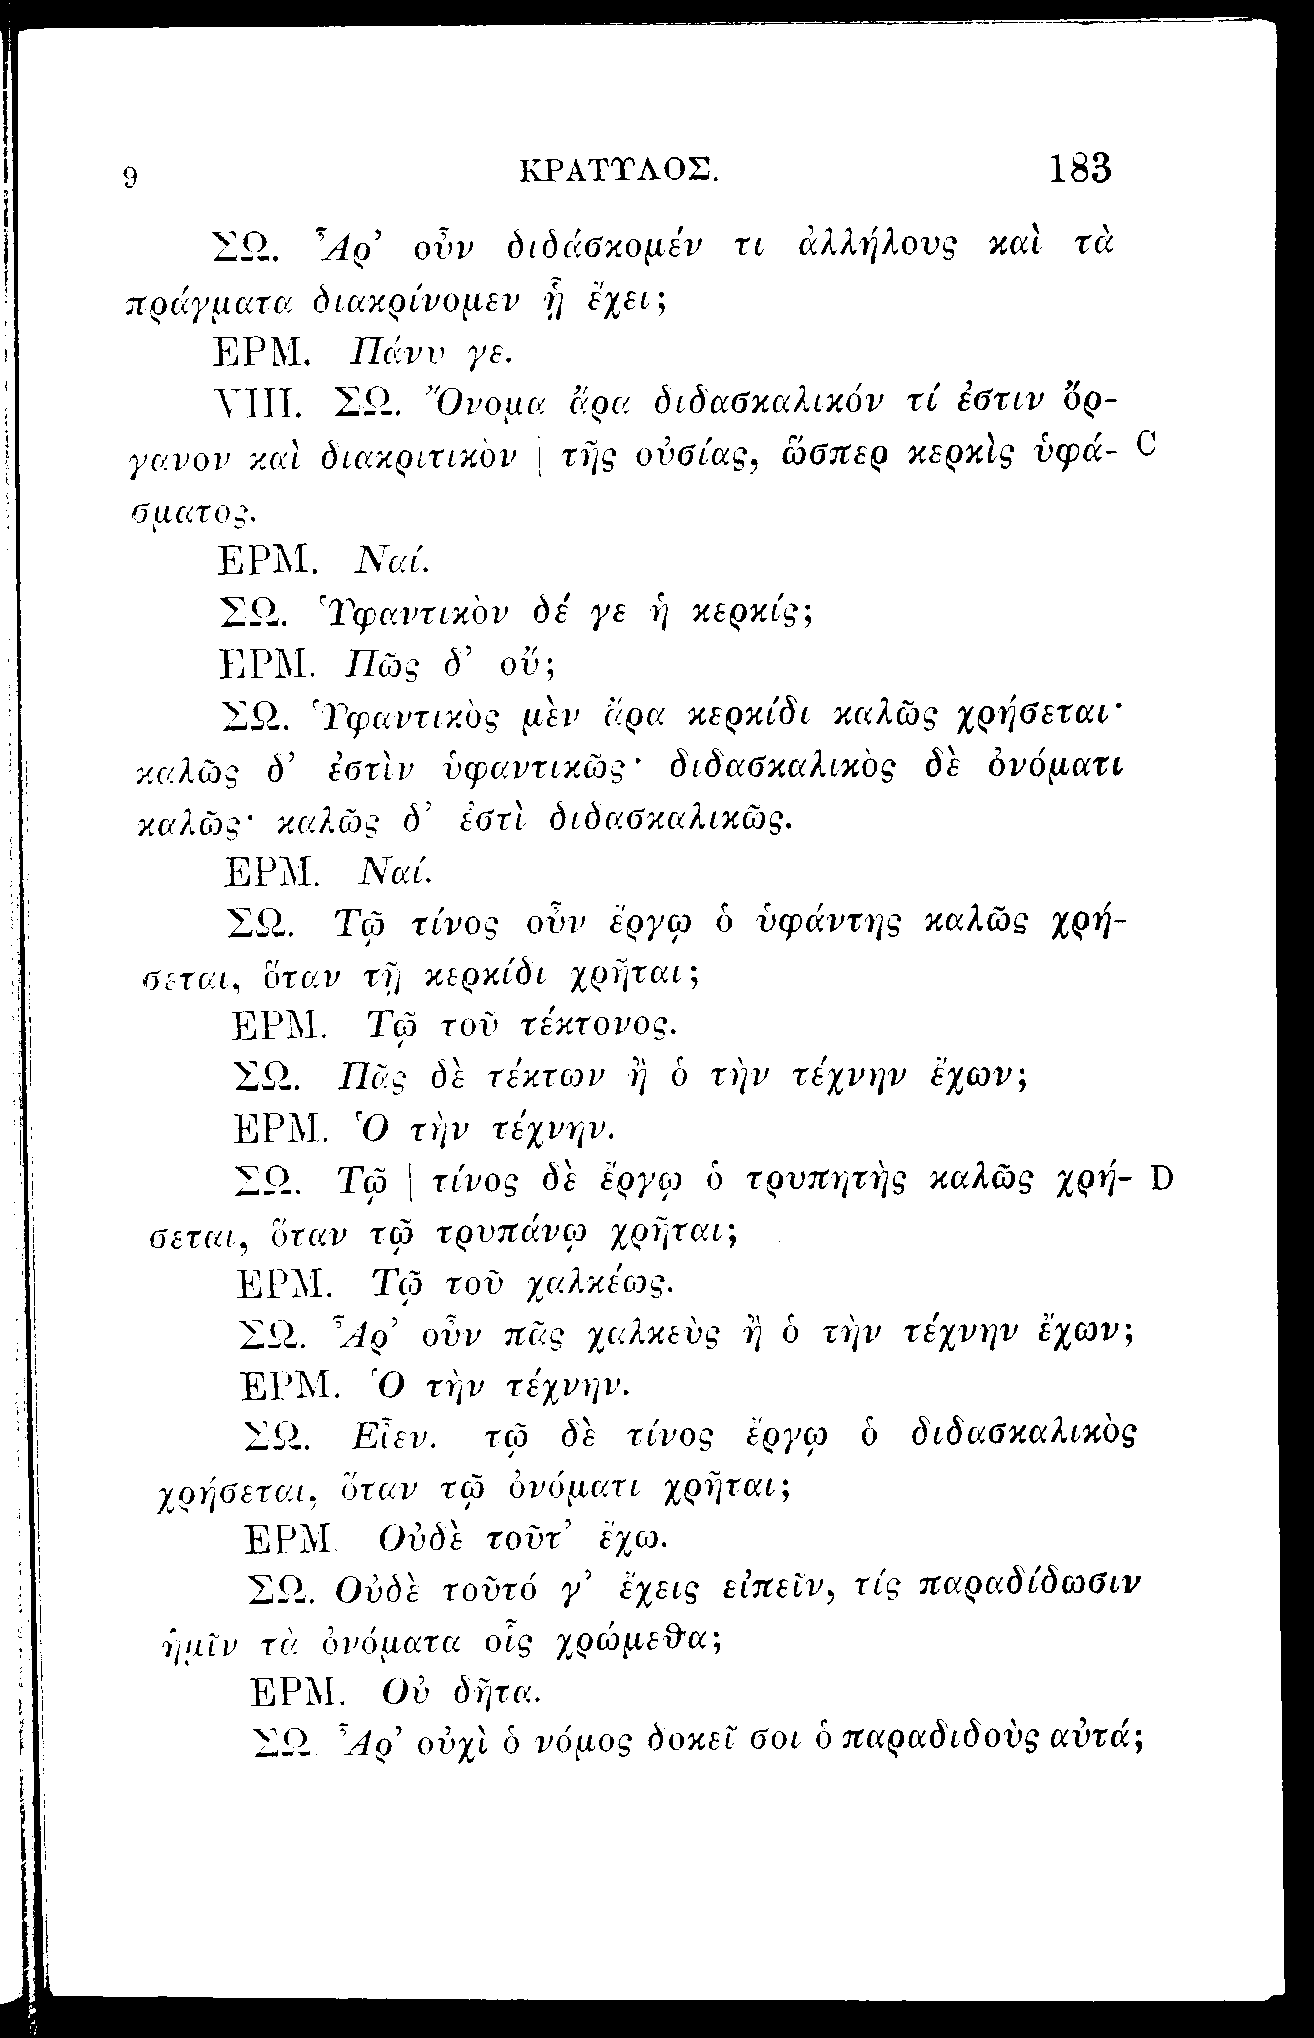 9 ΚΡΑΤΥΛΟΣ. 183
ΣΩ. Ἆρ’ οὖν διδάσκομέν τι ἀλλήλους καὶ τὰ
πράγματα διακρίνομεν ᾗ ἔχει;
ΕΡΜ. Πάνυ γε.
VIII. ΣΩ. Ὄνομα ἄρα διδασκαλικόν τί ἐστιν ὄρ-
γανον καὶ διακριτικὸν | τῆς οὐσίας, ὥσπερ κερκὶς ὑφά- C
σματος.
ΕΡΜ. Ναί.
ΣΩ. Ὑφαντικὸν δέ γε ἡ κερκίς;
ΕΡΜ. Πῶς δ’ οὔ;
ΣΩ. Ὑφαντικὸς μὲν ἄρα κερκίδι καλῶς χρήσεται·
καλῶς δ’ ἐστὶν ὑφαντικῶς· διδασκαλικὸς δὲ ὀνόματι
καλῶς· καλῶς δ’ ἐστὶ διδασκαλικῶς.
ΕΡΜ. Ναί.
ΣΩ. Τῷ τίνος οὖν ἔργῳ ὁ ὑφάντης καλῶς χρή-
σεται, ὅταν τῇ κερκίδι χρῆται;
ΕΡΜ. Τῷ τοῦ τέκτονος.
ΣΩ. Πᾶς δὲ τέκτων ἢ ὁ τὴν τέχνην ἔχων;
ΕΡΜ. Ὁ τὴν τέχνην.
ΣΩ. Τῷ | τίνος δὲ ἔργῳ ὁ τρυπητὴς καλῶς χρή- D
σεται, ὅταν τῷ τρυπάνῳ χρῆται;
ΕΡΜ. Τῷ τοῦ χαλκέως.
ΣΩ. Ἆρ’ οὖν πᾶς χαλκεὺς ἢ ὁ τὴν τέχνην ἔχων;
ΕΡΜ. Ὁ τὴν τέχνην.
ΣΩ. Εἶεν. τῷ δὲ τίνος ἔργῳ ὁ διδασκαλικὸς
χρήσεται, ὅταν τῷ ὀνόματι χρῆται;
ΕΡΜ. Οὐδὲ τοῦτ’ ἔχω.
ΣΩ. Οὐδὲ τοῦτό γ’ ἔχεις εἰπεῖν, τίς παραδίδωσιν
ἡμῖν τὰ ὀνόματα οἷς χρώμεθα;
ΕΡΜ. Οὐ δῆτα.
ΣΩ. Ἆρ’ οὐχὶ ὁ νόμος δοκεῖ σοι ὁ παραδιδοὺς αὐτά;